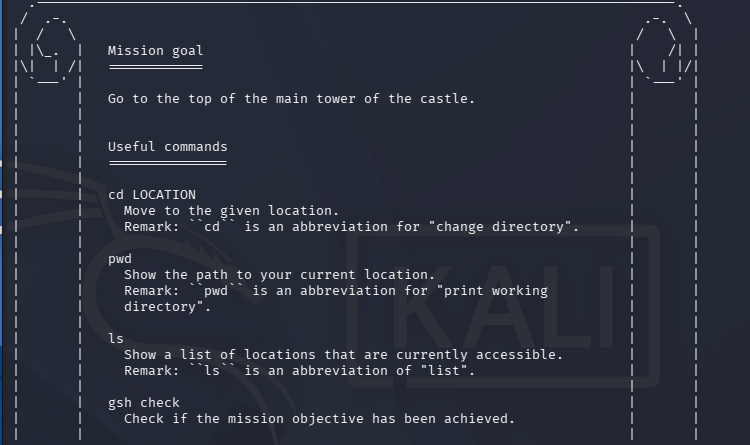 Mission goal
Go to the top of the main tower of the castle.
Useful commands
cd LOCATION
Move to the given location.
Remark: ``cd`` is an abbreviation for "change directory".
pwd
Show the path to your current location.
Remark: ``pwd`` is an abbreviation for "print working
directory".
ls
Show a list of locations that are currently accessible.
Remark: ``ls`` is an abbreviation of "list".
gsh check
Check if the mission objective has been achieved.
KALI